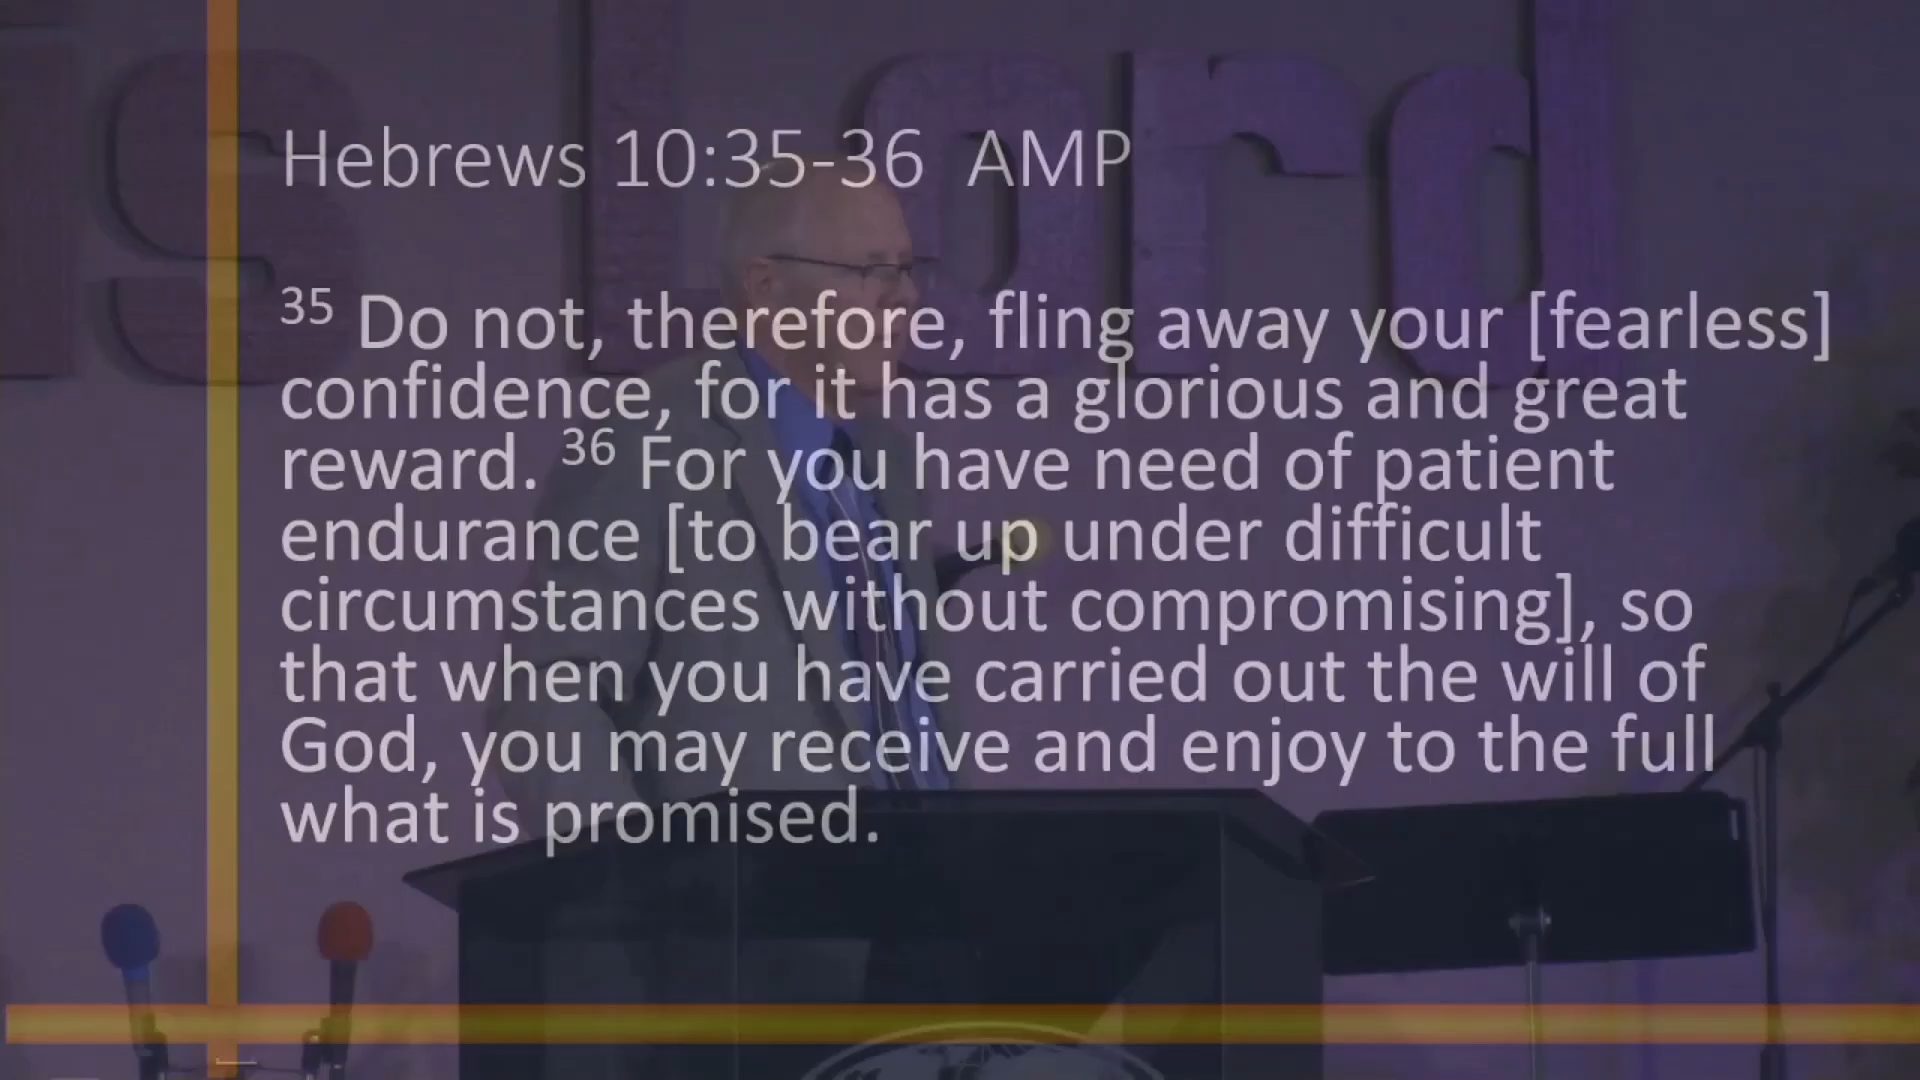 is Lord
Hebrews 10:35-36 AMP
35 Do not, therefore, fling away your [fearless]
confidence, for it has a glorious and great
reward. 36 For you have need of patient
endurance [to bear up under difficult
circumstances without compromising], so
that when you have carried out the will of
God, you may receive and enjoy to the full
what is promised.